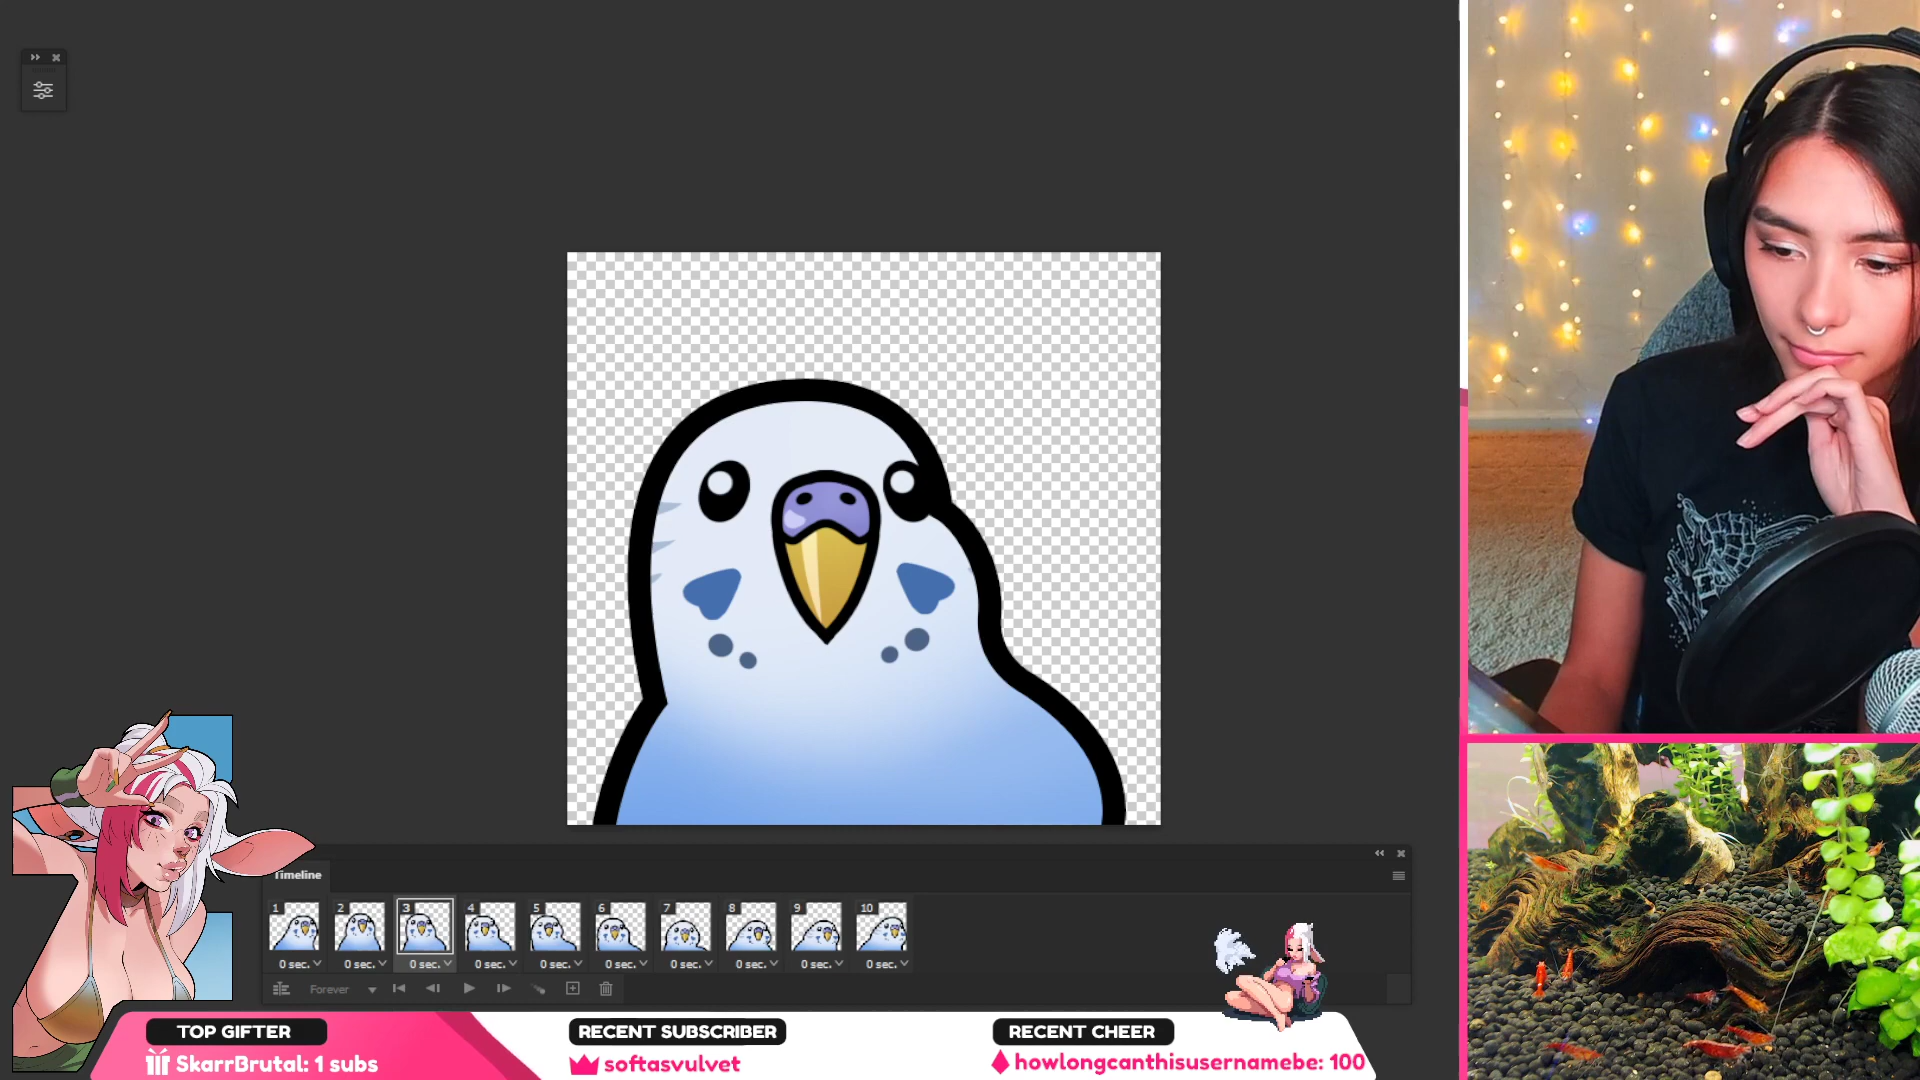 Timeline
1 2 3 4 5 6 7 8 9 10
0 sec. 0 sec. 0 sec. 0 sec. 0 sec. 0 sec. 0 sec. 0 sec. 0 sec. 0 sec.
Forever
TOP GIFTER
SkarrBrutal: 1 subs
RECENT SUBSCRIBER
softasvulvet
RECENT CHEER
howlongcanthisusernamebe: 100